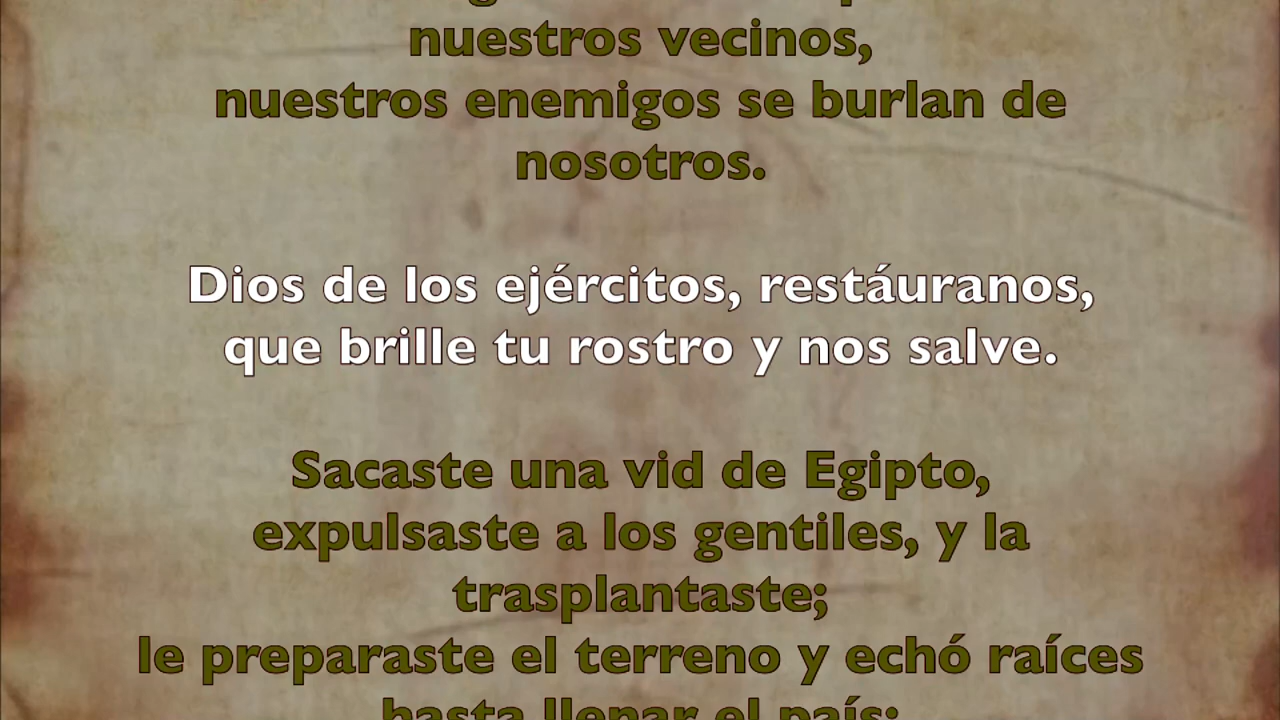 nuestros vecinos,
nuestros enemigos se burlan de
nosotros.
Dios de los ejércitos, restáuranos,
que brille tu rostro y nos salve.
Sacaste una vid de Egipto,
expulsaste a los gentiles, y la
trasplantaste;
le preparaste el terreno y echó raíces
hasta llenar el país;